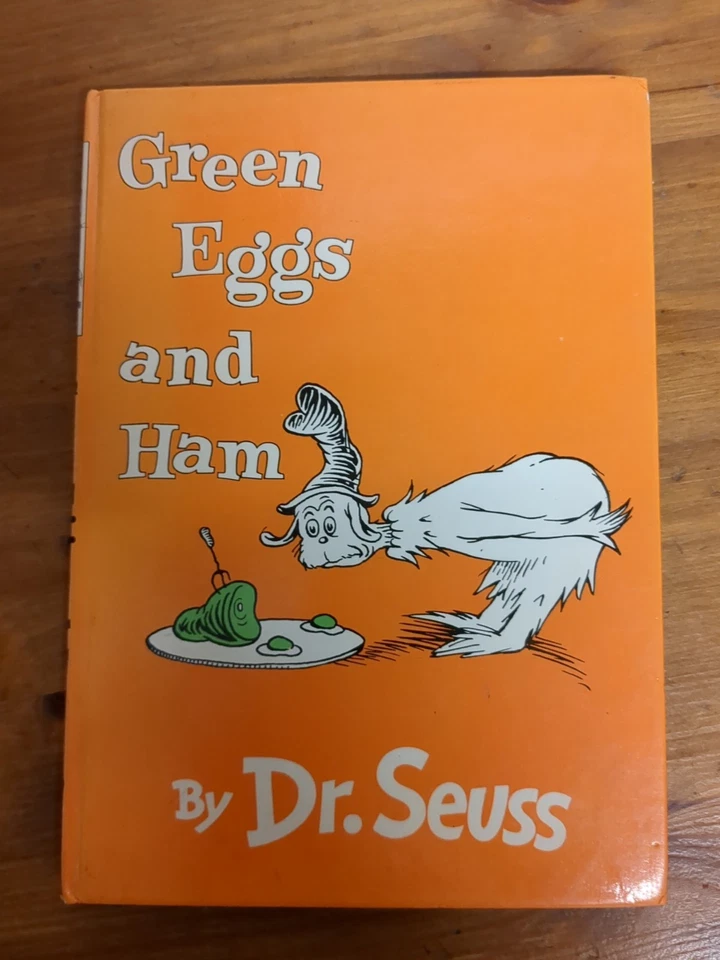 Green
Eggs
and
Ham
By Dr. Seuss